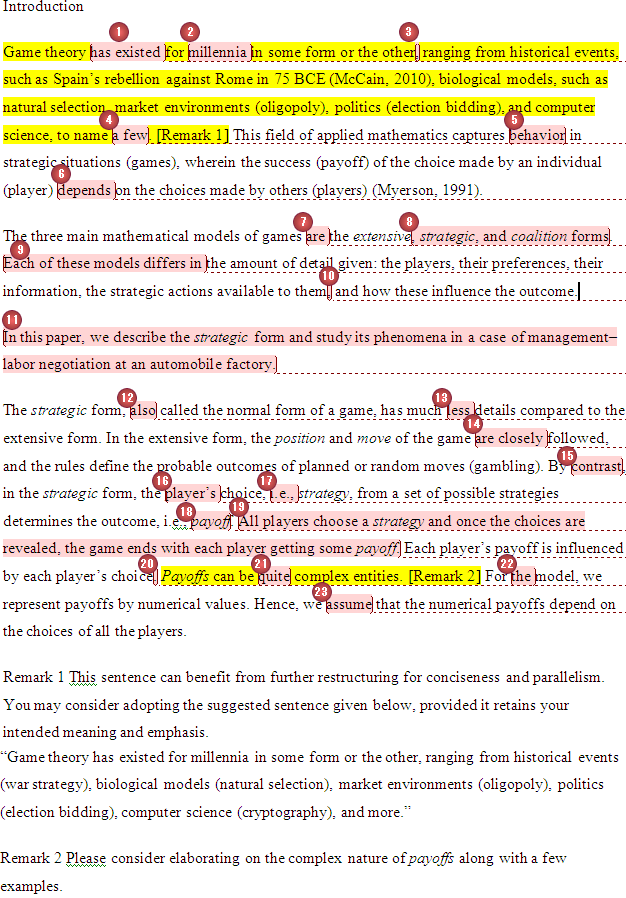 Introduction
1 2 3
Game theory has existed for millennia in some form or the other, ranging from historical events,
such as Spain's rebellion against Rome in 75 BCE (McCain, 2010), biological models, such as
natural selection, market environments (oligopoly), politics (election bidding), and computer
4 5
science, to name a few. [Remark 1] This field of applied mathematics captures behavior in
strategic situations (games), wherein the success (payoff) of the choice made by an individual
6
(player) depends on the choices made by others (players) (Myerson, 1991).
7 8
The three main mathematical models of games are the extensive, strategic, and coalition forms.
9
Each of these models differs in the amount of detail given: the players, their preferences, their
10
information, the strategic actions available to them, and how these influence the outcome.
11
In this paper, we describe the strategic form and study its phenomena in a case of management–
labor negotiation at an automobile factory.
12 13
The strategic form, also called the normal form of a game, has much less details compared to the
14
extensive form. In the extensive form, the position and move of the game are closely followed,
15
and the rules define the probable outcomes of planned or random moves (gambling). By contrast,
16 17
in the strategic form, the player's choice, i.e., strategy, from a set of possible strategies
18 19
determines the outcome, i.e., payoff. All players choose a strategy and once the choices are
revealed, the game ends with each player getting some payoff. Each player's payoff is influenced
20 21 22
by each player's choice. Payoffs can be quite complex entities. [Remark 2] For the model, we
23
represent payoffs by numerical values. Hence, we assume that the numerical payoffs depend on
the choices of all the players.
Remark 1 This sentence can benefit from further restructuring for conciseness and parallelism.
You may consider adopting the suggested sentence given below, provided it retains your
intended meaning and emphasis.
“Game theory has existed for millennia in some form or the other, ranging from historical events
(war strategy), biological models (natural selection), market environments (oligopoly), politics
(election bidding), computer science (cryptography), and more.”
Remark 2 Please consider elaborating on the complex nature of payoffs along with a few
examples.